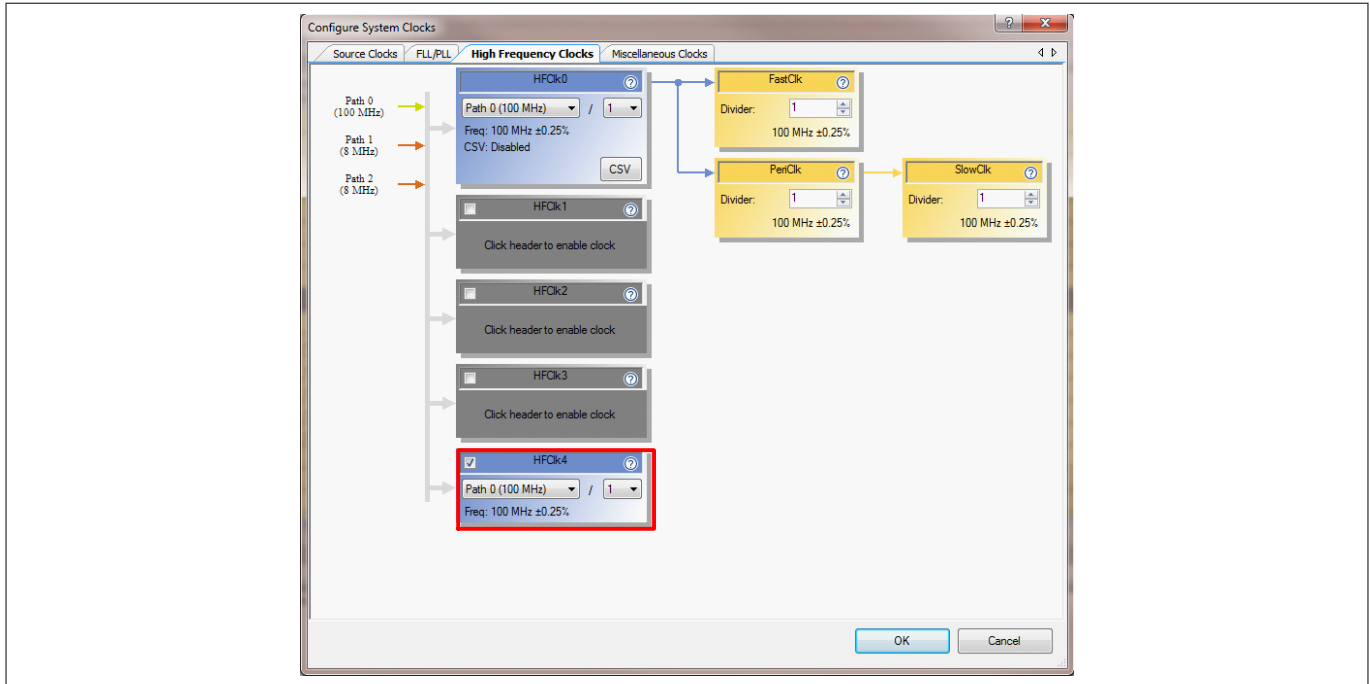 Configure System Clocks
Source Clocks FLL/PLL High Frequency Clocks Miscellaneous Clocks
Path 0
(100 MHz)
Path 1
(8 MHz)
Path 2
(8 MHz)
HFClk0
Path 0 (100 MHz) / 1
Freq: 100 MHz ±0.25%
CSV: Disabled
CSV
FastClk
Divider: 1
100 MHz ±0.25%
PeriClk
Divider: 1
100 MHz ±0.25%
SlowClk
Divider: 1
100 MHz ±0.25%
HFClk1
Click header to enable clock
HFClk2
Click header to enable clock
HFClk3
Click header to enable clock
HFClk4
Path 0 (100 MHz) / 1
Freq: 100 MHz ±0.25%
OK Cancel